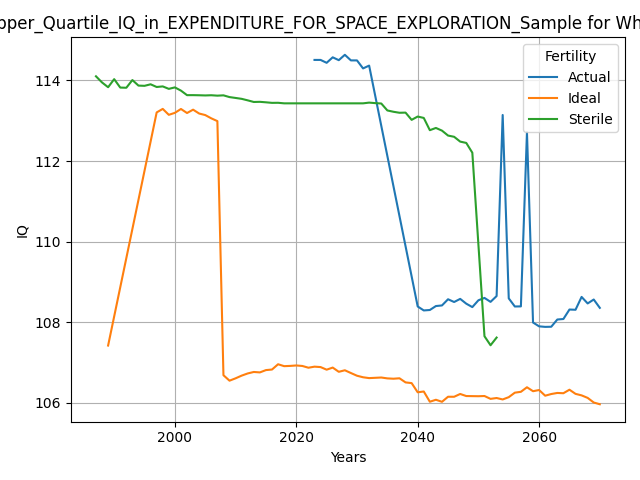 pper_Quartile_IQ_in_EXPENDITURE_FOR_SPACE_EXPLORATION_Sample for Wh
Fertility
Actual
Ideal
Sterile
IQ
114
112
110
108
106
2000
2020
2040
2060
Years